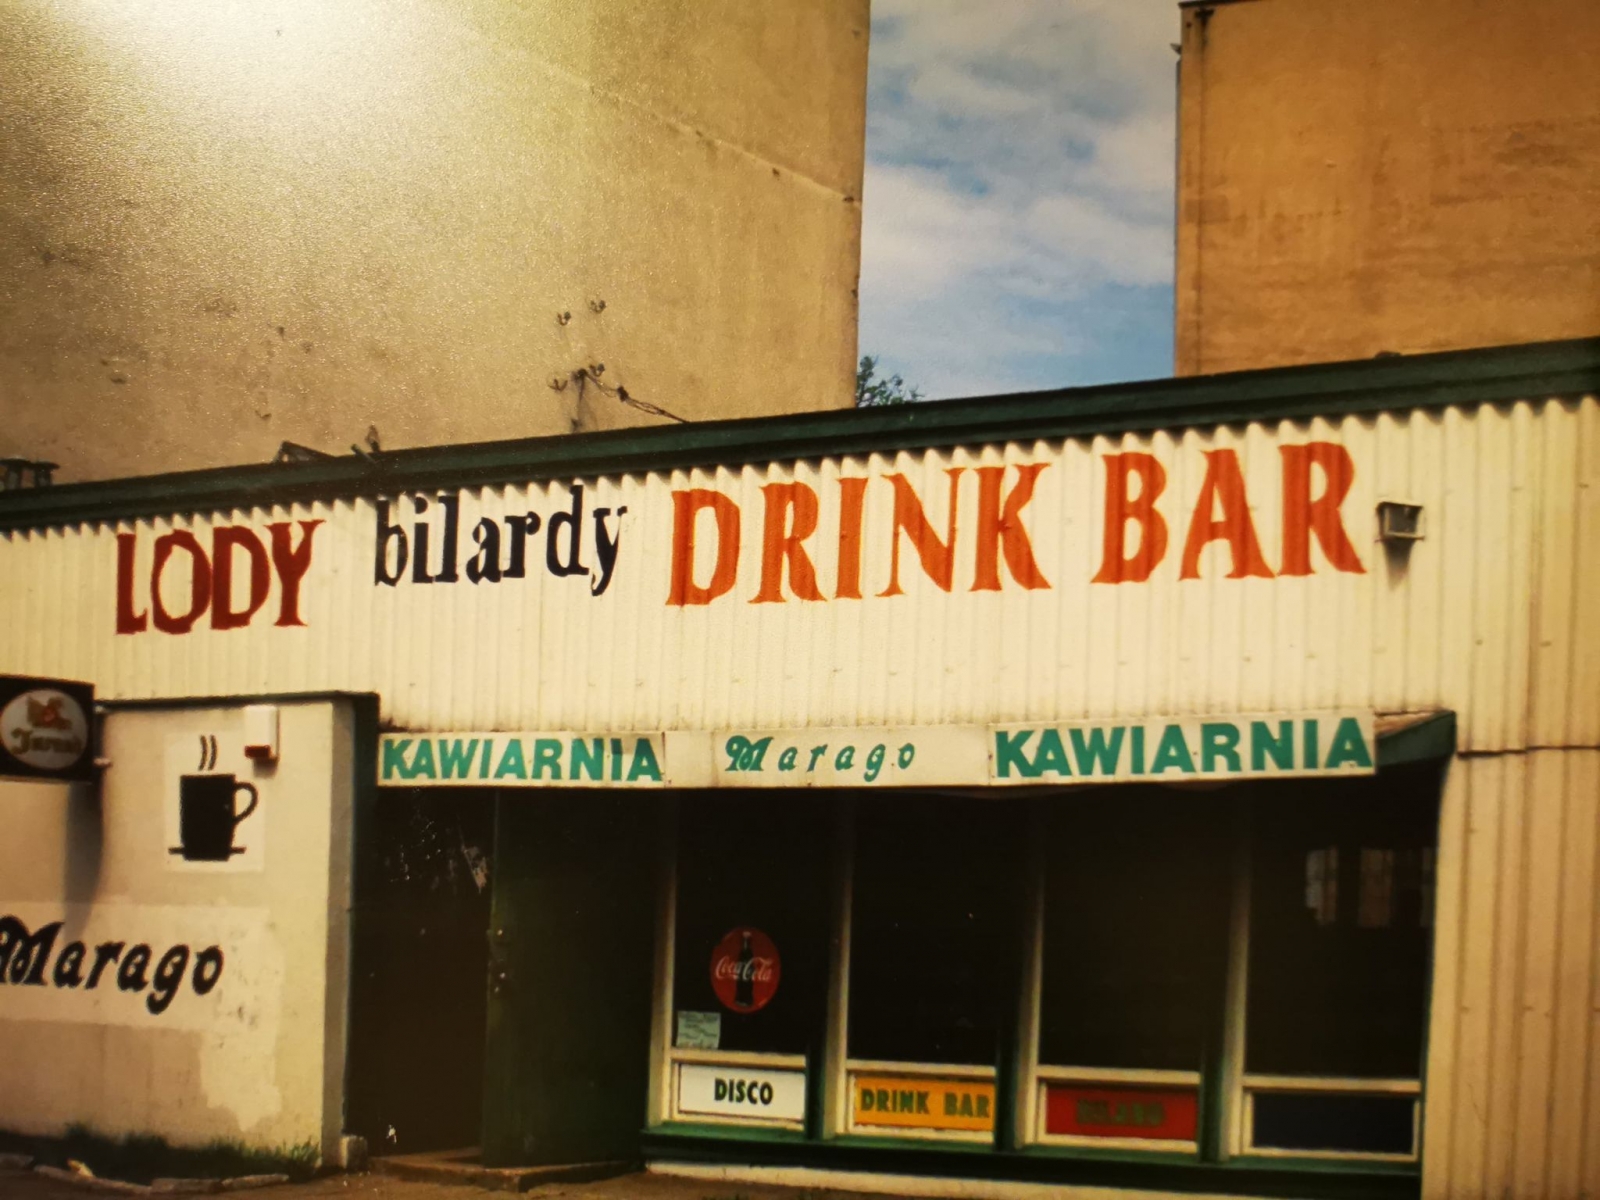 LODY bilardy DRINK BAR
KAWIARNIA Marago KAWIARNIA
Marago
Coca-Cola
DISCO
DRINK BAR